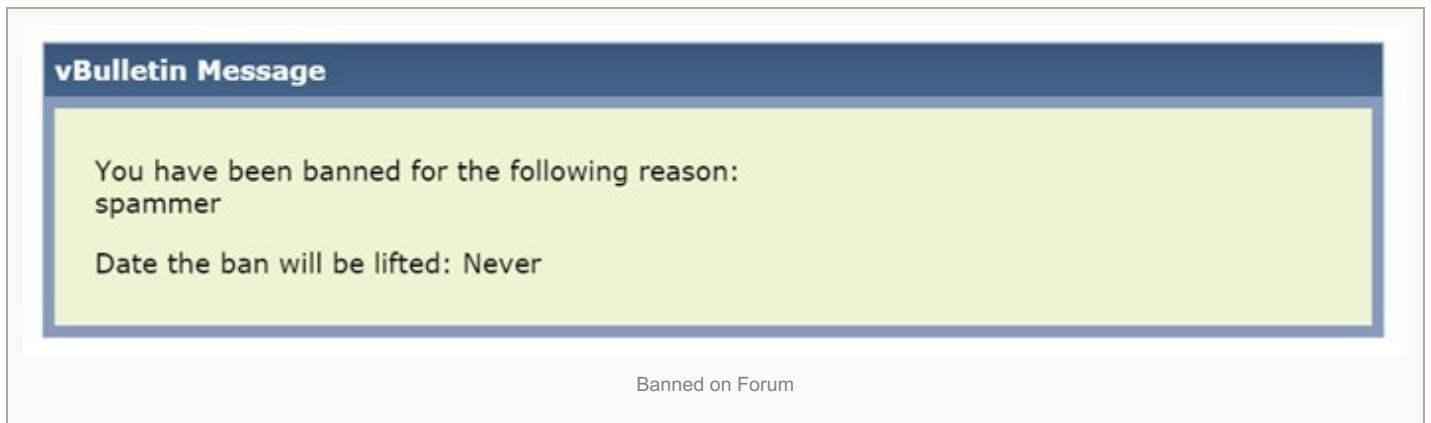 vBulletin Message
You have been banned for the following reason:
spammer
Date the ban will be lifted: Never
Banned on Forum